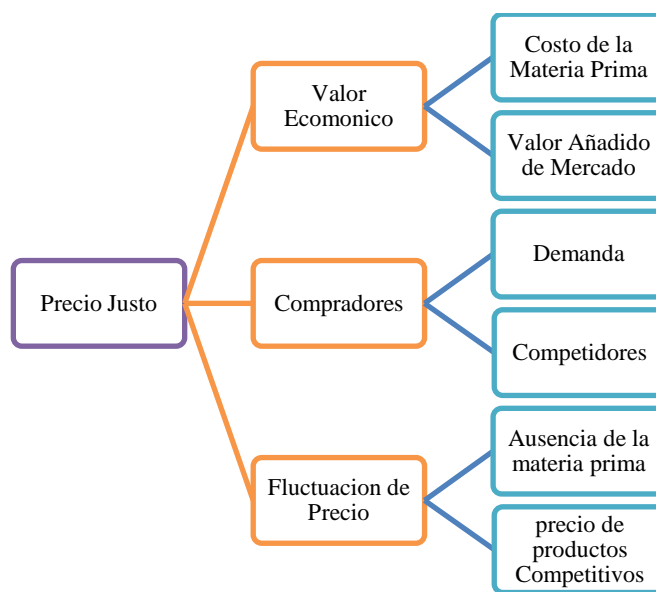 Precio Justo
Valor
Ecomonico
Costo de la
Materia Prima
Valor Añadido
de Mercado
Compradores
Demanda
Competidores
Fluctuacion de
Precio
Ausencia de la
materia prima
precio de
productos
Competitivos